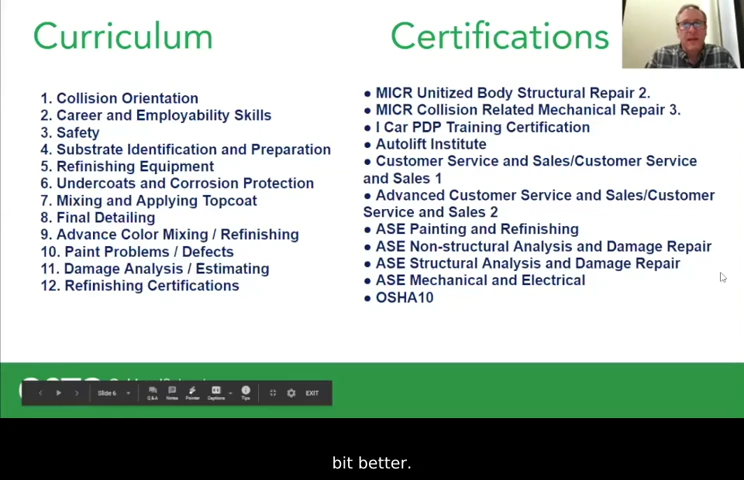 Curriculum
1. Collision Orientation
2. Career and Employability Skills
3. Safety
4. Substrate Identification and Preparation
5. Refinishing Equipment
6. Undercoats and Corrosion Protection
7. Mixing and Applying Topcoat
8. Final Detailing
9. Advance Color Mixing / Refinishing
10. Paint Problems / Defects
11. Damage Analysis / Estimating
12. Refinishing Certifications
Certifications
● MICR Unitized Body Structural Repair 2.
● MICR Collision Related Mechanical Repair 3.
● I Car PDP Training Certification
● Autolift Institute
● Customer Service and Sales/Customer Service
and Sales 1
● Advanced Customer Service and Sales/Customer
Service and Sales 2
● ASE Painting and Refinishing
● ASE Non-structural Analysis and Damage Repair
● ASE Structural Analysis and Damage Repair
● ASE Mechanical and Electrical
● OSHA10
Slide 6
Q&A
Notes
Pointer
Captions
Tips
EXIT
bit better.